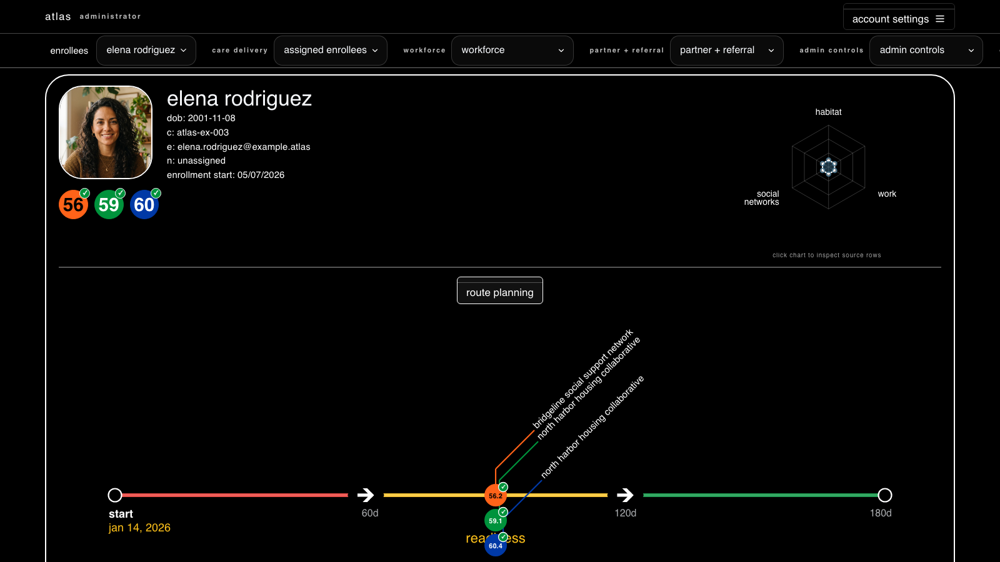 atlas administrator
account settings
enrollees elena rodriguez care delivery assigned enrollees workforce workforce partner + referral partner + referral admin controls admin controls
elena rodriguez
dob: 2001-11-08
c: atlas-ex-003
e: elena.rodriguez@example.atlas
n: unassigned
enrollment start: 05/07/2026
56 59 60
habitat
social
networks
work
click chart to inspect source rows
route planning
bridgeline social support network
north harbor housing collaborative
north harbor housing collaborative
56.2
59.1
60.4
start
jan 14, 2026
60d
120d
180d